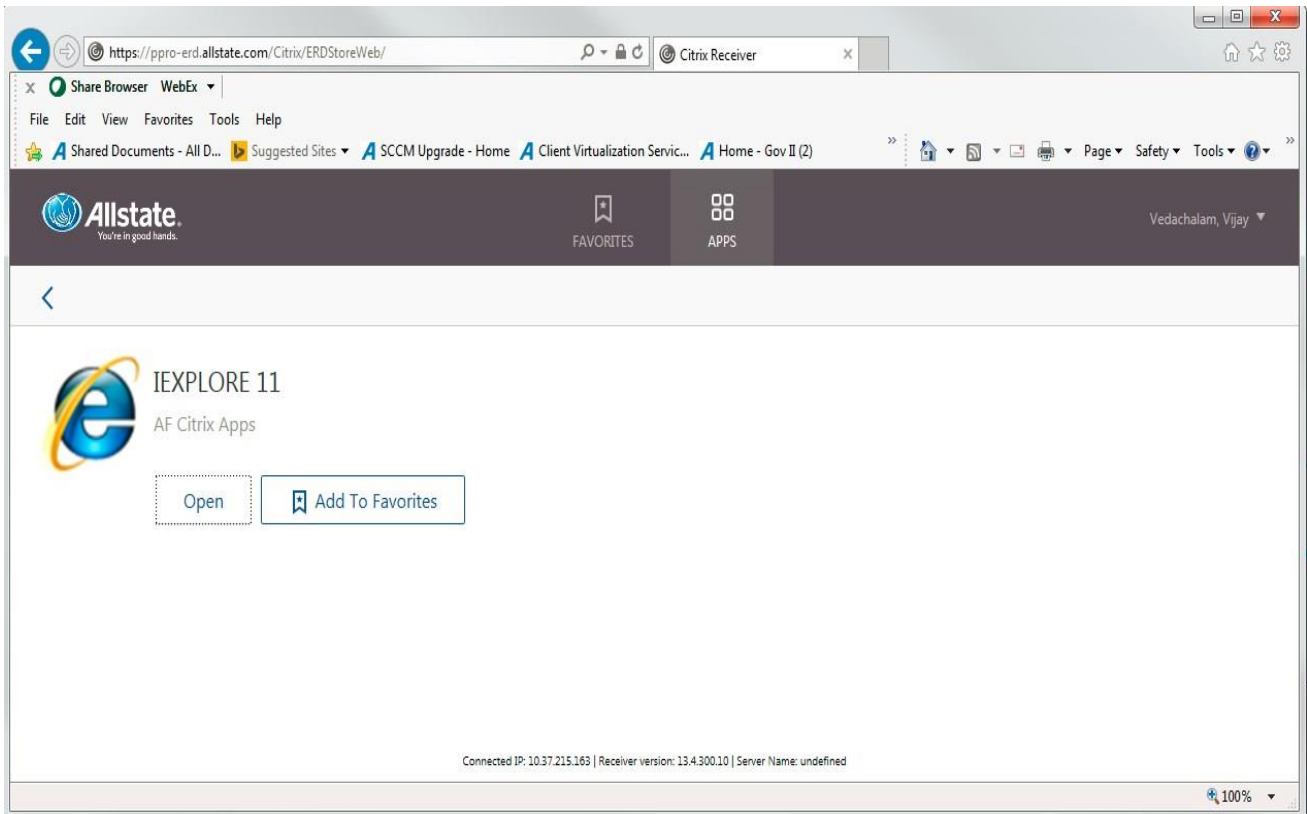 https://ppro-erd.allstate.com/Citrix/ERDStoreWeb/
Citrix Receiver
X Share Browser WebEx
File Edit View Favorites Tools Help
Shared Documents - All D... Suggested Sites SCCM Upgrade - Home Client Virtualization Servic... Home - Gov II (2) » Page Safety Tools »
Allstate.
You're in good hands.
FAVORITES
APPS
Vedachalam, Vijay
IEXPLORE 11
AF Citrix Apps
Open
Add To Favorites
Connected IP: 10.37.215.163 | Receiver version: 13.4.300.10 | Server Name: undefined
100%